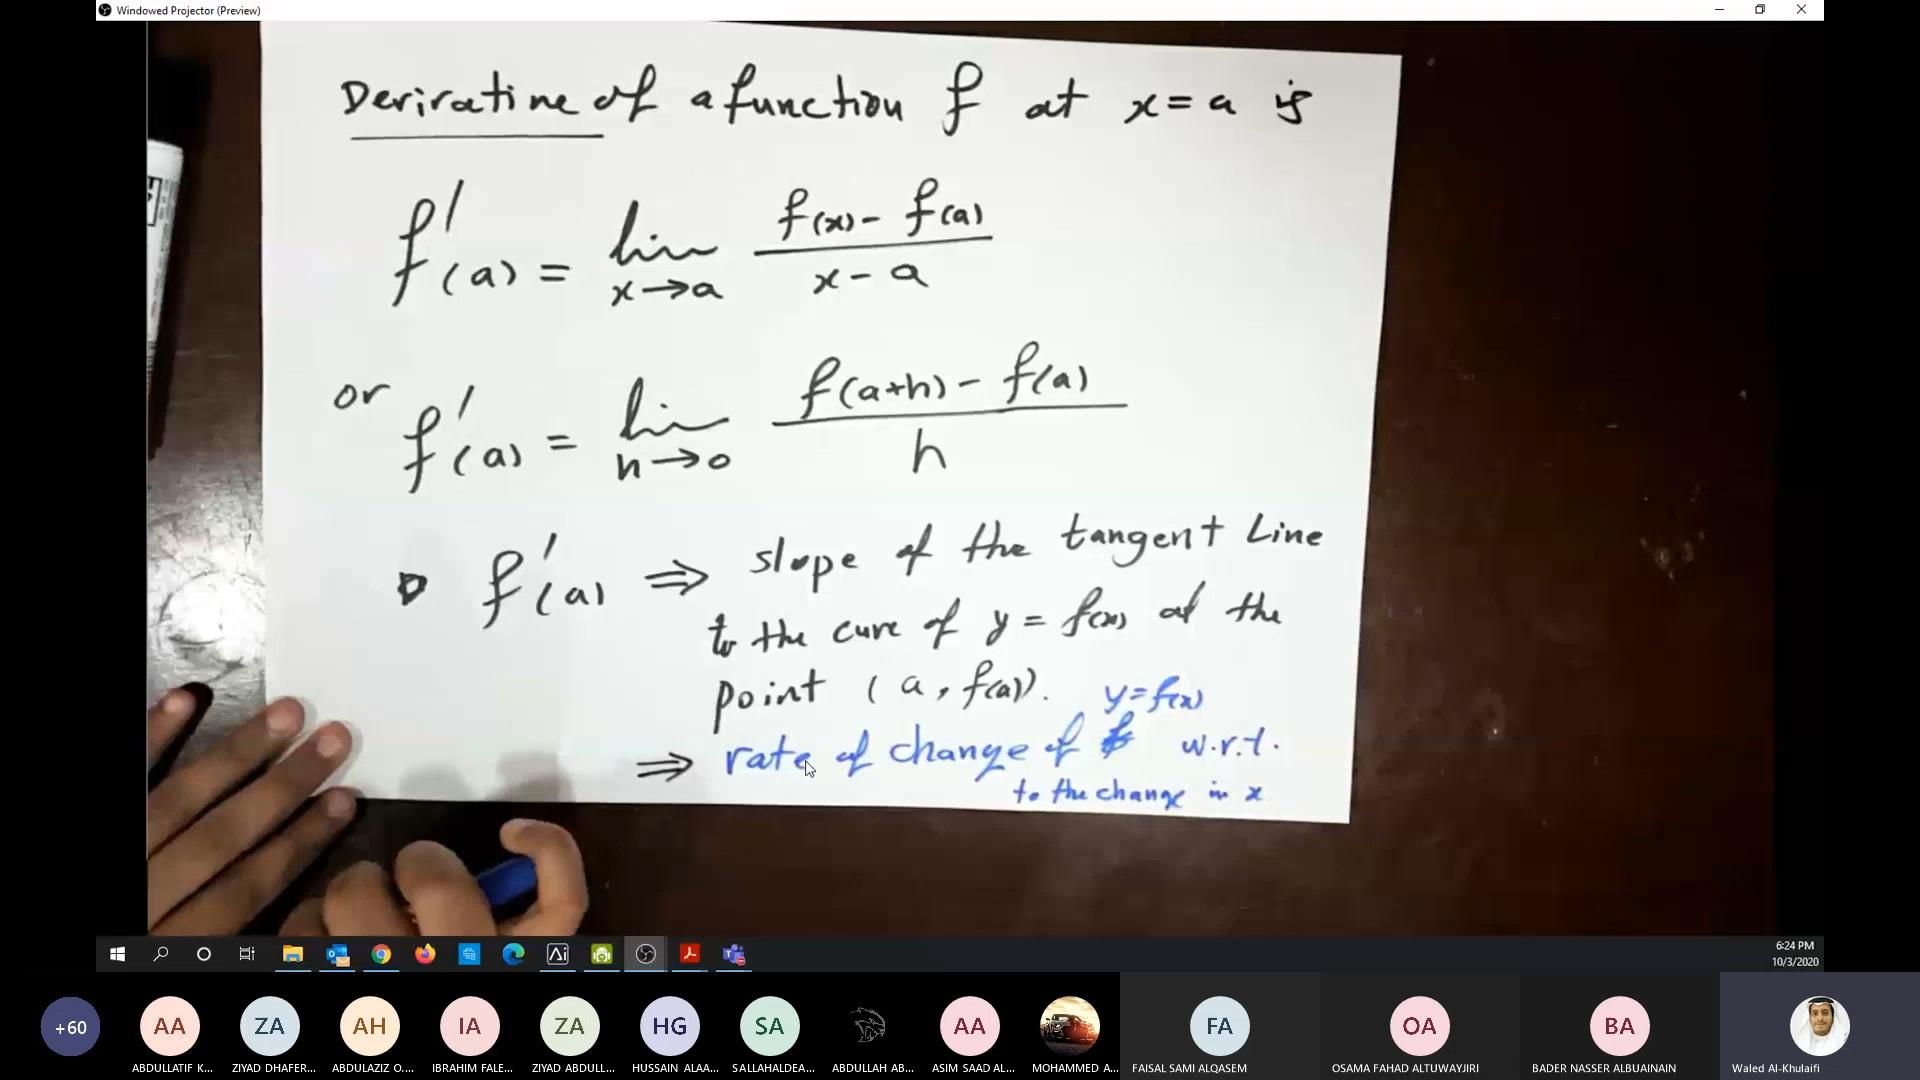 Windowed Projector (Preview)
Derivative of a function f at x = a is
f'(a) = lim x→a f(x) - f(a) / x - a
or f'(a) = lim h→0 f(a+h) - f(a) / h
f'(a) ⇒ slope of the tangent Line
to the curve of y = f(x) at the
point (a, f(a)).
y = f(x)
⇒ rate of change of f w.r.t.
to the change in x
6:24 PM
10/3/2020
+60
AA
ZA
AH
IA
ZA
HG
SA
AA
FA
OA
BA
ABDULLATIF K...
ZIYAD DHAFER...
ABDULAZIZ O....
IBRAHIM FALE...
ZIYAD ABDULL...
HUSSAIN ALAA...
SALLAHALDEA...
ABDULLAH AB...
ASIM SAAD AL...
MOHAMMED A...
FAISAL SAMI ALQASEM
OSAMA FAHAD ALTUWAYJIRI
BADER NASSER ALBUAINAIN
Waled Al-Khulaifi